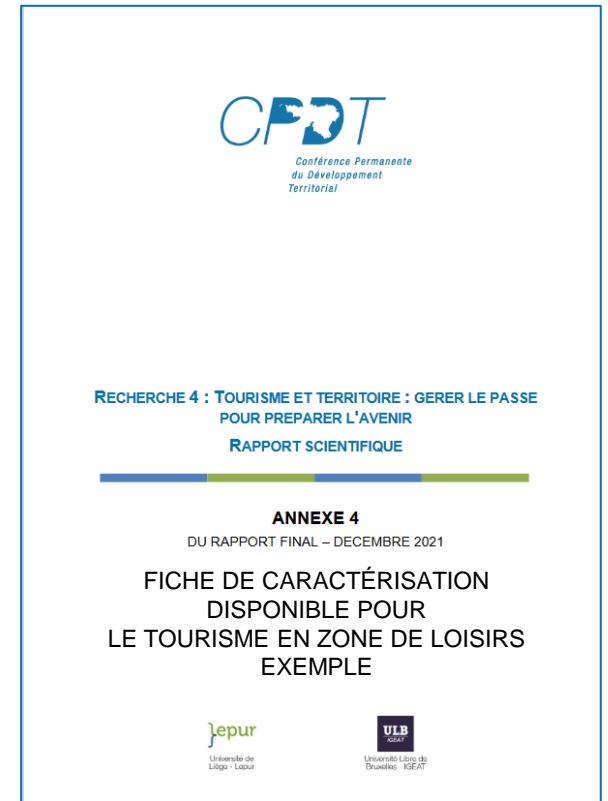 CPDT
Conférence Permanente
du Développement
Territorial
RECHERCHE 4 : TOURISME ET TERRITOIRE : GERER LE PASSE
POUR PREPARER L'AVENIR
RAPPORT SCIENTIFIQUE
ANNEXE 4
DU RAPPORT FINAL – DECEMBRE 2021
FICHE DE CARACTÉRISATION
DISPONIBLE POUR
LE TOURISME EN ZONE DE LOISIRS
EXEMPLE
lepur
Université de
Liège - Lepur
ULB
IGEAT
Université Libre de
Bruxelles - IGEAT